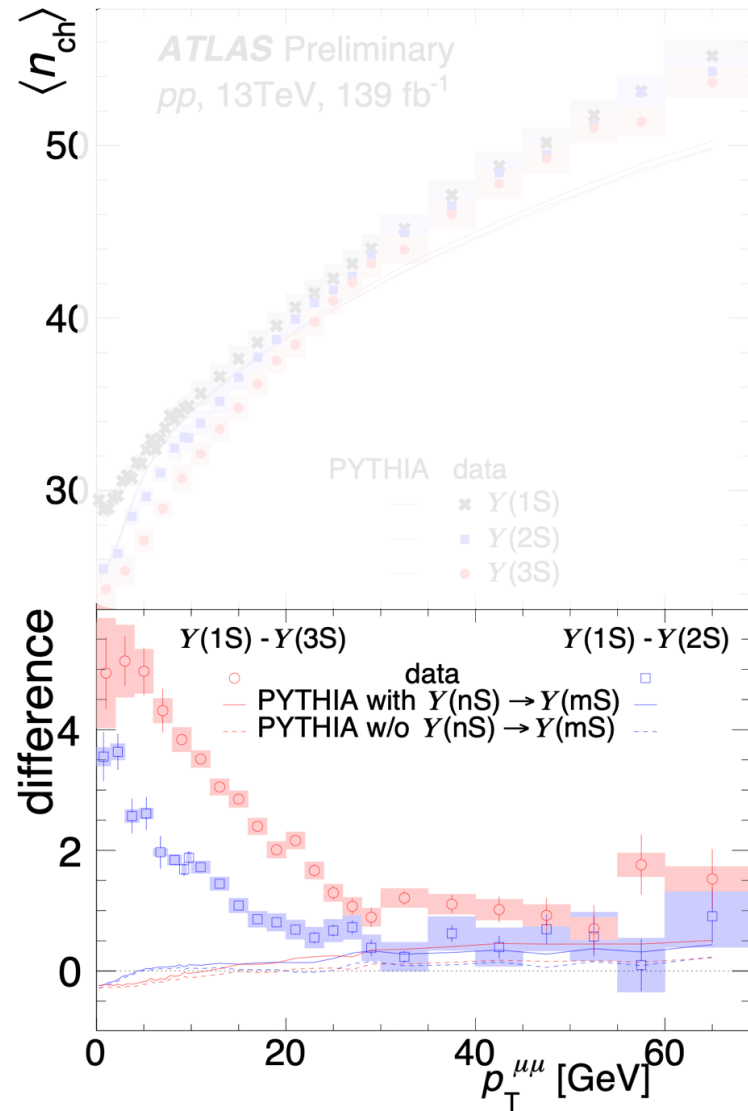 ⟨n_ch⟩
ATLAS Preliminary
pp, 13TeV, 139 fb⁻¹
50
40
30
PYTHIA data
ϒ(1S)
ϒ(2S)
ϒ(3S)
difference
ϒ(1S) - ϒ(3S) ϒ(1S) - ϒ(2S)
data
PYTHIA with ϒ(nS) → ϒ(mS)
PYTHIA w/o ϒ(nS) → ϒ(mS)
4
2
0
0 20 40 60
p_T^μμ [GeV]